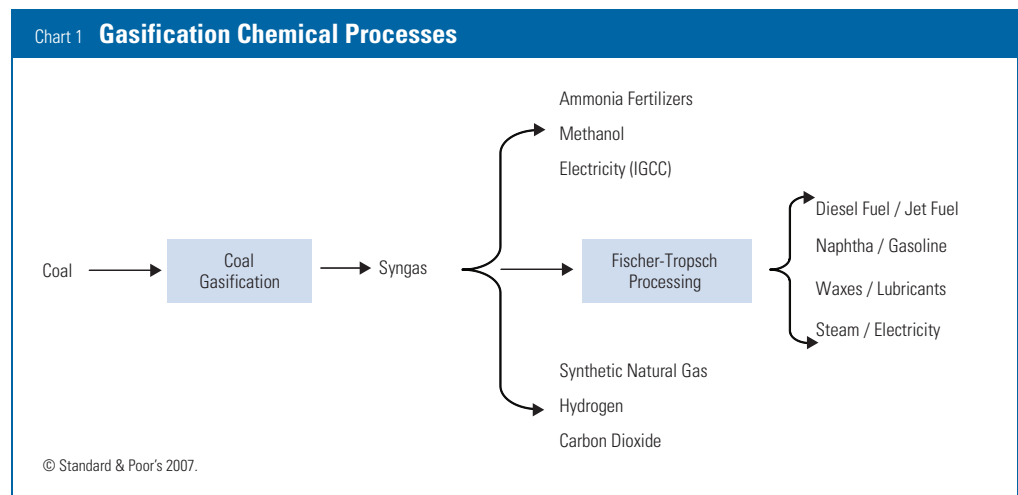 Chart 1 Gasification Chemical Processes
Ammonia Fertilizers
Methanol
Electricity (IGCC)
Coal
Coal
Gasification
Syngas
Fischer-Tropsch
Processing
Diesel Fuel / Jet Fuel
Naphtha / Gasoline
Waxes / Lubricants
Steam / Electricity
Synthetic Natural Gas
Hydrogen
Carbon Dioxide
© Standard & Poor's 2007.